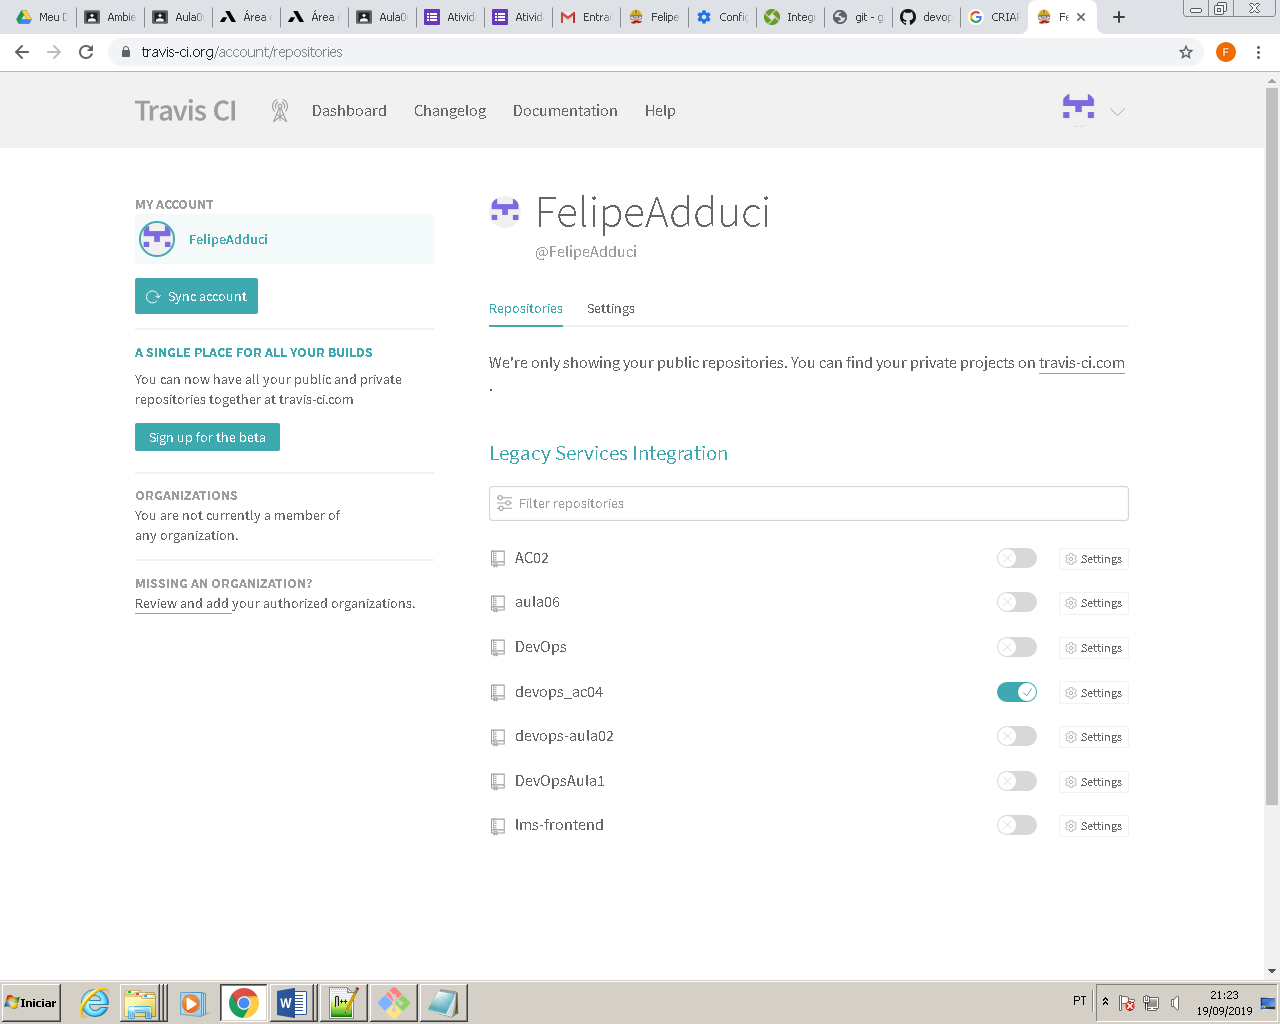 Meu D
Ambie
Aula0
Área
Área
Aula0
Ativid
Ativid
Entra
Felipe
Config
Integ
git - g
devop
CRIAR
Fe
travis-ci.org/account/repositories
F
Travis CI
Dashboard
Changelog
Documentation
Help
MY ACCOUNT
FelipeAdduci
Sync account
A SINGLE PLACE FOR ALL YOUR BUILDS
You can now have all your public and private
repositories together at travis-ci.com
Sign up for the beta
ORGANIZATIONS
You are not currently a member of
any organization.
MISSING AN ORGANIZATION?
Review and add your authorized organizations.
FelipeAdduci
@FelipeAdduci
Repositories
Settings
We're only showing your public repositories. You can find your private projects on travis-ci.com
.
Legacy Services Integration
Filter repositories
AC02
Settings
aula06
Settings
DevOps
Settings
devops_ac04
Settings
devops-aula02
Settings
DevOpsAula1
Settings
lms-frontend
Settings
Iniciar
PT
21:23
19/09/2019